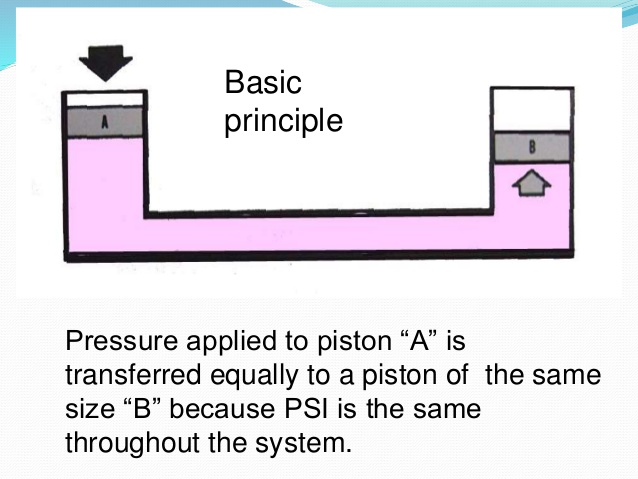 Basic
principle
A
B
Pressure applied to piston “A” is
transferred equally to a piston of the same
size “B” because PSI is the same
throughout the system.